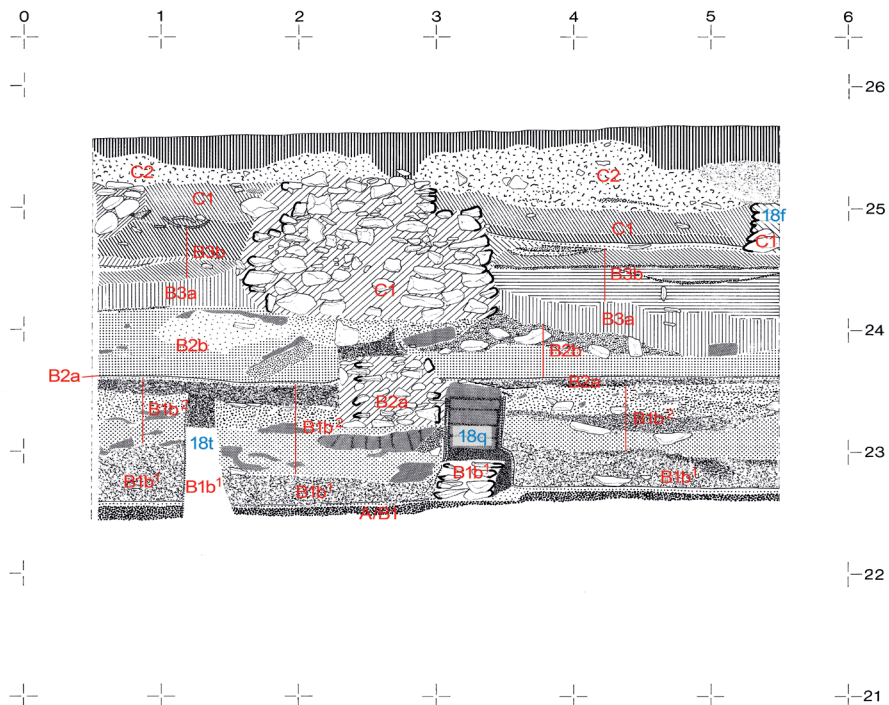 0 1 2 3 4 5 6
26
C2 C2
C1 25
18f
C1 C1
B3b
B3b
B3a C1
B3a
24
B2b B2b
B2a B2a
B2a
B1b² B1b² B1b²
18t 18q 23
B1b¹ B1b¹
B1b¹ B1b¹ B1b¹
A/B1
22
21